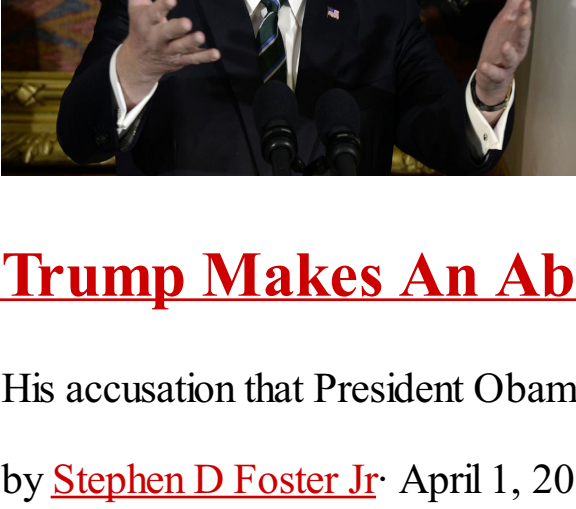 Trump Makes An Ab
His accusation that President Obam
by Stephen D Foster Jr· April 1, 20